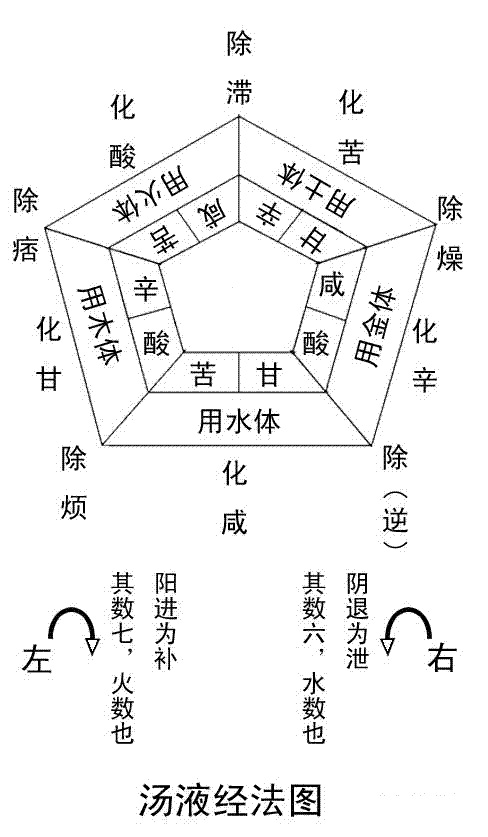 除滞
化酸
化苦
用火体
用土体
苦
咸
辛
甘
除痞
除燥
用木体
辛
酸
咸
酸
用金体
化甘
化辛
苦
甘
用水体
除烦
化咸
除（逆）
左
阳进为补
其数七，火数也
阴退为泄
其数六，水数也
右
汤液经法图